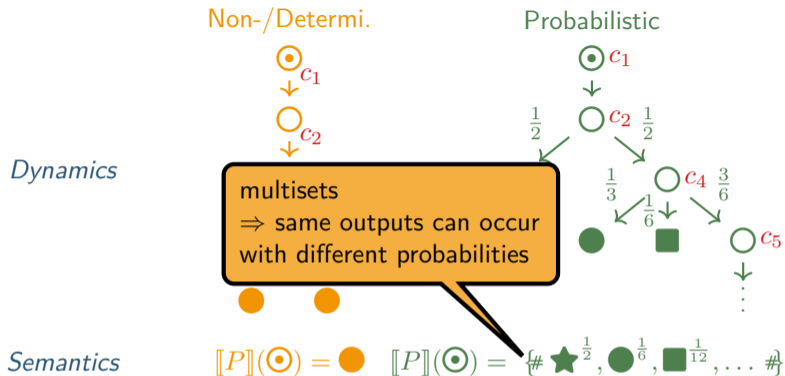 Non-/Determi. Probabilistic
c₁ c₁
c₂ ½ c₂ ½
Dynamics
multisets
⇒ same outputs can occur
with different probabilities
⅓ c₄ 3/6
⅙
c₅
⋮
Semantics ⟦P⟧(⊙) = ● ⟦P⟧(⊙) = {# ★^{1/2}, ●^{1/6}, ■^{1/12}, … #}